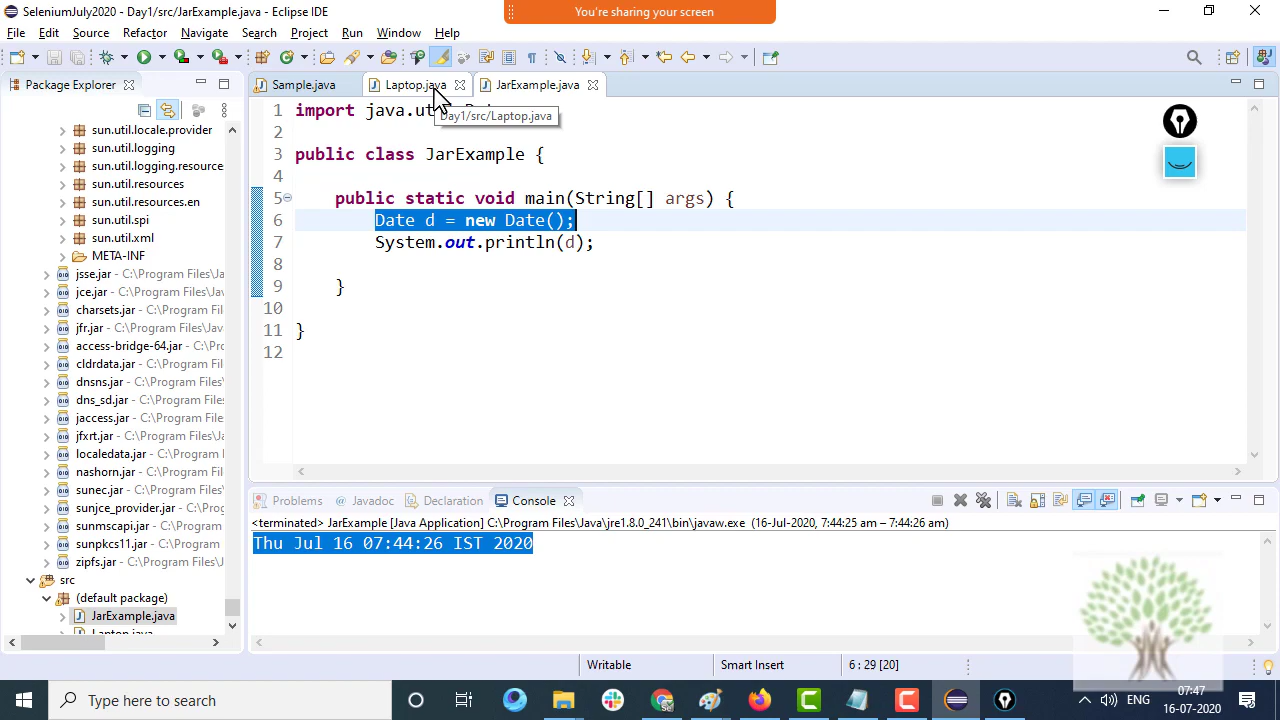 SeleniumJuly2020 - Day1/src/JarExample.java - Eclipse IDE
You're sharing your screen
File Edit Source Refactor Navigate Search Project Run Window Help
Package Explorer
Sample.java
Laptop.java
JarExample.java
Day1/src/Laptop.java
sun.util.locale.provider
sun.util.logging
sun.util.logging.resource
sun.util.resources
sun.util.resources.en
sun.util.spi
sun.util.xml
META-INF
jsse.jar - C:\Program Files\Ja
jce.jar - C:\Program Files\Jav
charsets.jar - C:\Program Fil
jfr.jar - C:\Program Files\Jav
access-bridge-64.jar - C:\Pr
cldrdata.jar - C:\Program Fil
dnsns.jar - C:\Program Files
dns_sd.jar - C:\Program Files
jaccess.jar - C:\Program File
jfxrt.jar - C:\Program Files\J
localedata.jar - C:\Program
nashorn.jar - C:\Program Fil
sunec.jar - C:\Program Files\
sunjce_provider.jar - C:\Pro
sunmscapi.jar - C:\Program
sunpkcs11.jar - C:\Program
zipfs.jar - C:\Program Files\J
src
(default package)
JarExample.java
Laptop.java
1 import java.ut
2
3 public class JarExample {
4
5 public static void main(String[] args) {
6 Date d = new Date();
7 System.out.println(d);
8
9 }
10
11 }
12
Problems Javadoc Declaration Console
<terminated> JarExample [Java Application] C:\Program Files\Java\jre1.8.0_241\bin\javaw.exe (16-Jul-2020, 7:44:25 am – 7:44:26 am)
Thu Jul 16 07:44:26 IST 2020
Writable
Smart Insert
6 : 29 [20]
Type here to search
ENG
07:47
16-07-2020